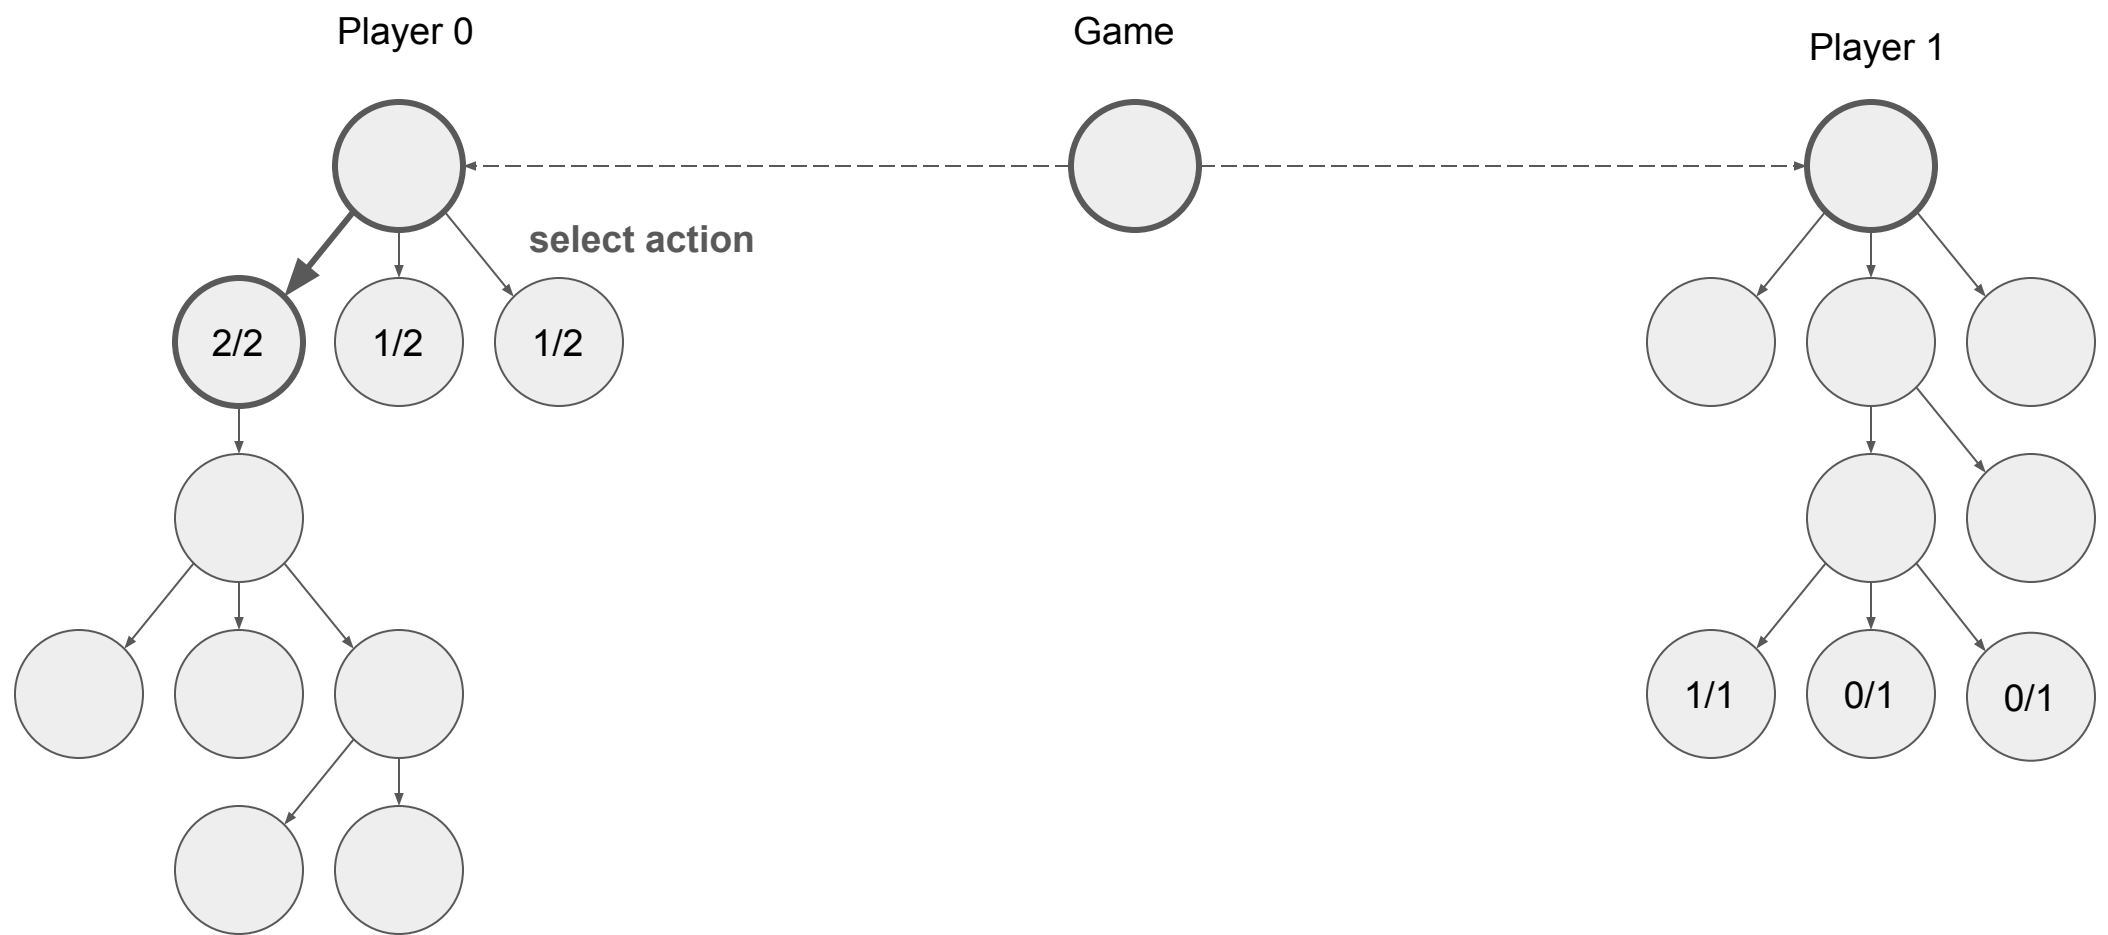 Player 0
Game
Player 1
select action
2/2
1/2
1/2
1/1
0/1
0/1